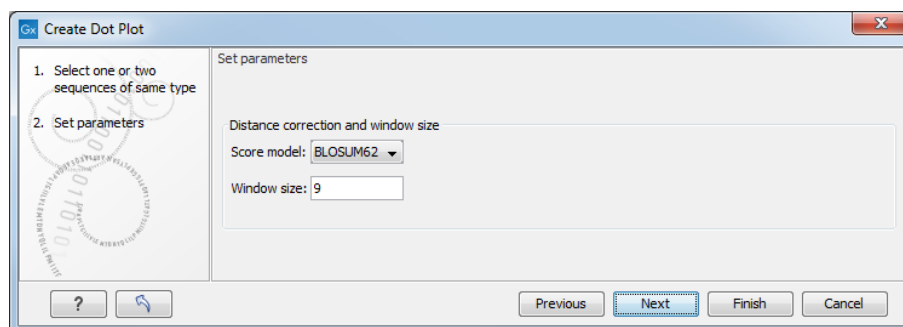 Gx Create Dot Plot
X
1. Select one or two
sequences of same type
2. Set parameters
Set parameters
Distance correction and window size
Score model: BLOSUM62
Window size: 9
? Previous Next Finish Cancel